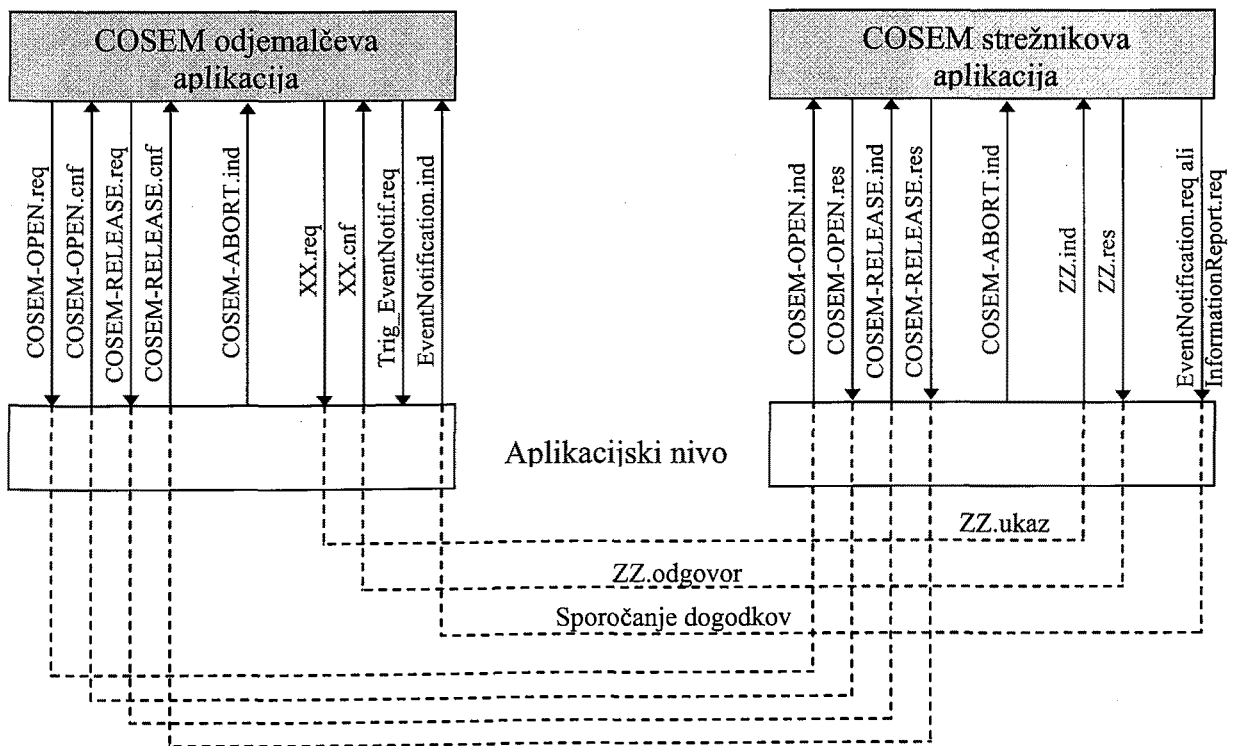 COSEM odjemalčeva
aplikacija
COSEM strežnikova
aplikacija
COSEM-OPEN.req
COSEM-OPEN.cnf
COSEM-RELEASE.req
COSEM-RELEASE.cnf
COSEM-ABORT.ind
XX.req
XX.cnf
Trig_EventNotif.req
EventNotification.ind
COSEM-OPEN.ind
COSEM-OPEN.res
COSEM-RELEASE.ind
COSEM-RELEASE.res
COSEM-ABORT.ind
ZZ.ind
ZZ.res
EventNotification.req ali
InformationReport.req
Aplikacijski nivo
ZZ.ukaz
ZZ.odgovor
Sporočanje dogodkov